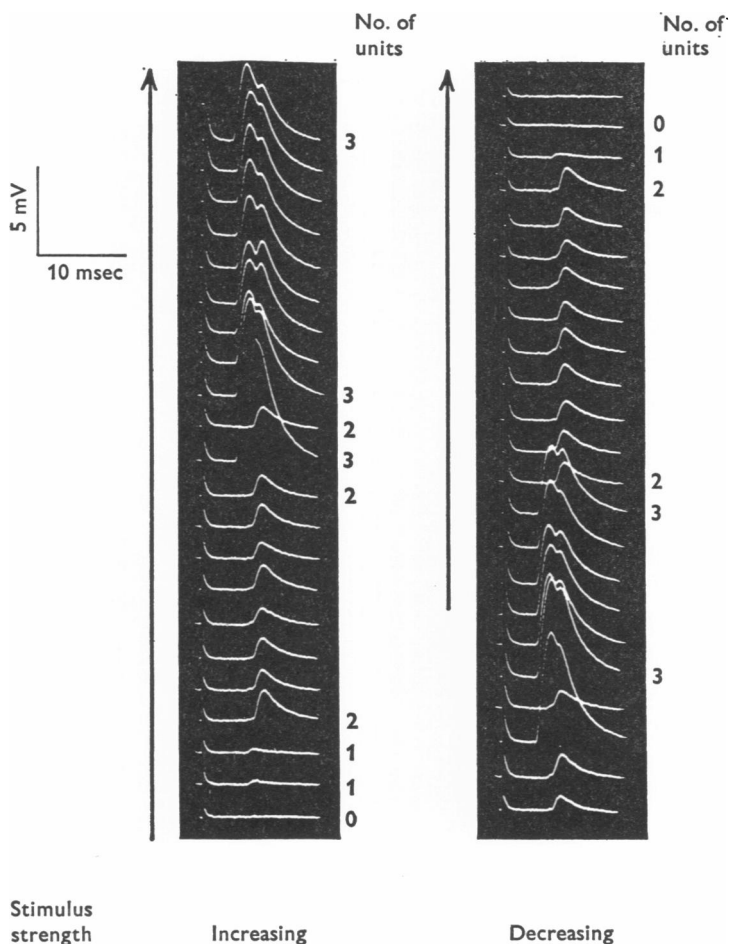 No. of
units
No. of
units
5 mV
10 msec
3
3
2
3
2
2
1
1
0
0
1
2
2
3
3
Stimulus
strength
Increasing
Decreasing